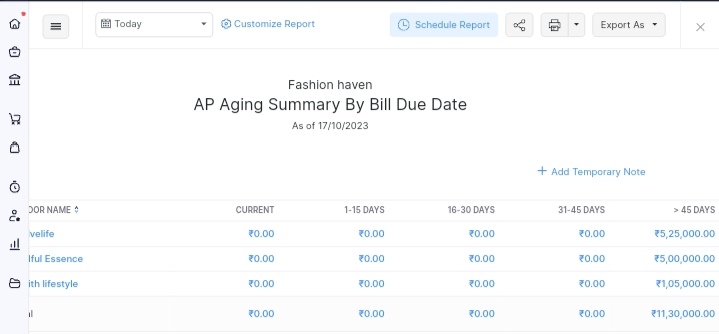 Today
Customize Report
Schedule Report
Export As
Fashion haven
AP Aging Summary By Bill Due Date
As of 17/10/2023
+ Add Temporary Note
DOR NAME CURRENT 1-15 DAYS 16-30 DAYS 31-45 DAYS > 45 DAYS
velife ₹0.00 ₹0.00 ₹0.00 ₹0.00 ₹5,25,000.00
lful Essence ₹0.00 ₹0.00 ₹0.00 ₹0.00 ₹5,00,000.00
ith lifestyle ₹0.00 ₹0.00 ₹0.00 ₹0.00 ₹1,05,000.00
al ₹0.00 ₹0.00 ₹0.00 ₹0.00 ₹11,30,000.00